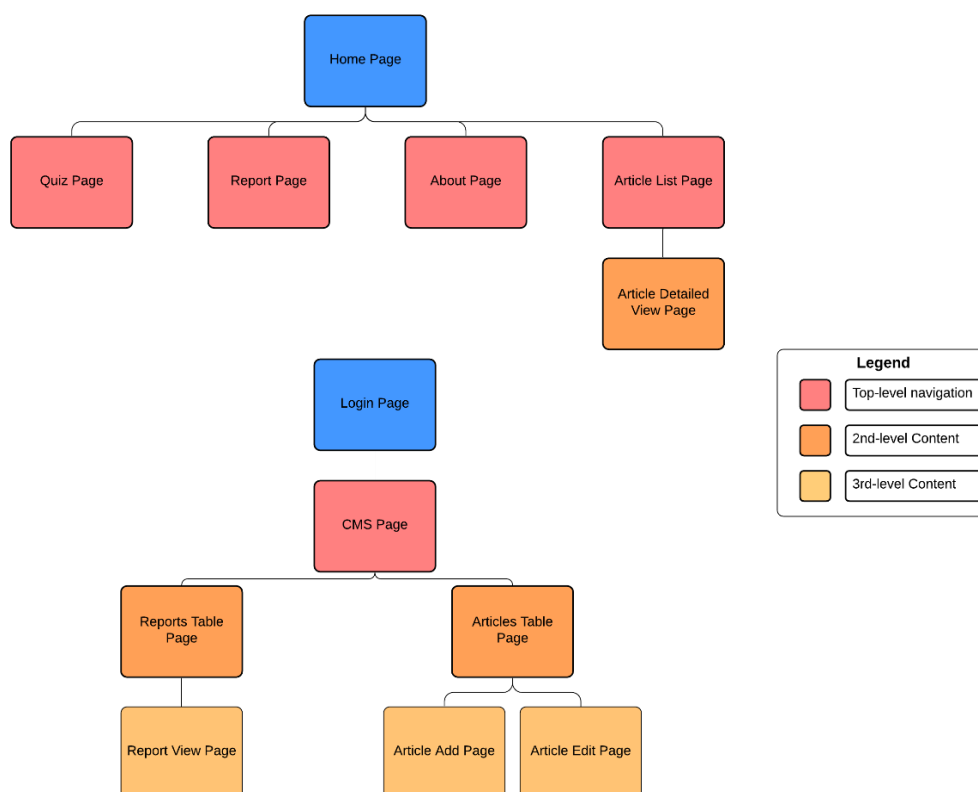 Home Page
Quiz Page
Report Page
About Page
Article List Page
Article Detailed
View Page
Legend
Top-level navigation
2nd-level Content
3rd-level Content
Login Page
CMS Page
Reports Table
Page
Articles Table
Page
Report View Page
Article Add Page
Article Edit Page